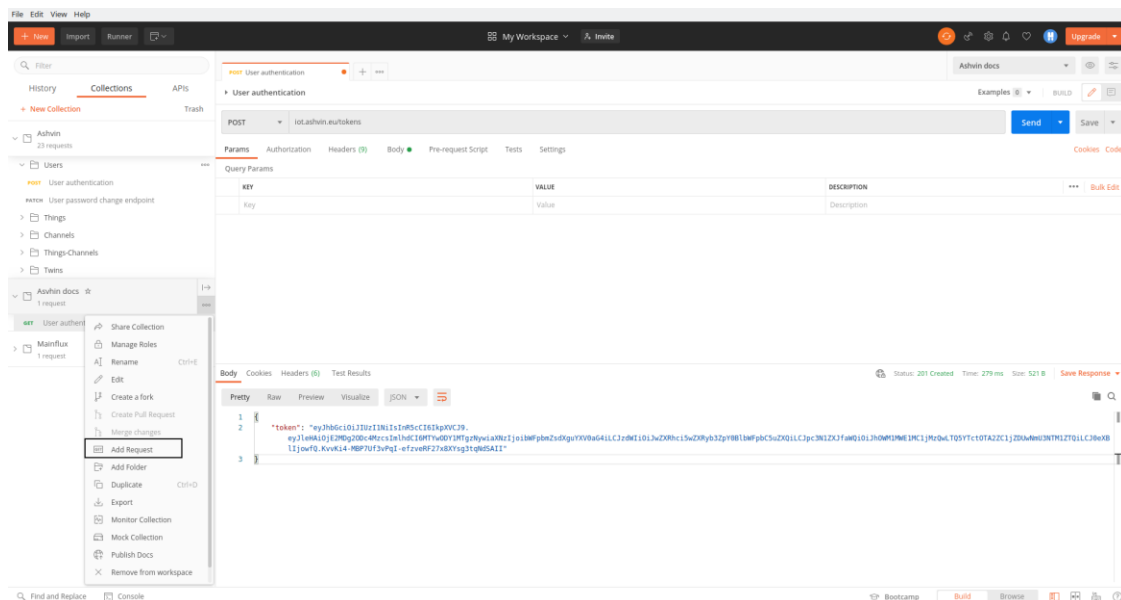 File Edit View Help
+ New Import Runner My Workspace Invite Upgrade
Filter
History Collections APIs
+ New Collection Trash
Ashvin
23 requests
Users
POST User authentication
PATCH User password change endpoint
Things
Channels
Things-Channels
Twins
Asvhin docs
1 request
GET User authent
Mainflux
1 request
Share Collection
Manage Roles
Rename Ctrl+E
Edit
Create a fork
Create Pull Request
Merge changes
Add Request
Add Folder
Duplicate Ctrl+D
Export
Monitor Collection
Mock Collection
Publish Docs
Remove from workspace
POST User authentication
Ashvin docs
User authentication Examples 0 BUILD
POST iot.ashvin.eu/tokens Send Save
Params Authorization Headers (9) Body Pre-request Script Tests Settings Cookies Code
Query Params
KEY VALUE DESCRIPTION Bulk Edit
Key Value Description
Body Cookies Headers (6) Test Results Status: 201 Created Time: 279 ms Size: 521 B Save Response
Pretty Raw Preview Visualize JSON
1 {
2 "token": "eyJhbGciOiJIUzI1NiIsInR5cCI6IkpXVCJ9.
3 }
Find and Replace Console Bootcamp Build Browse